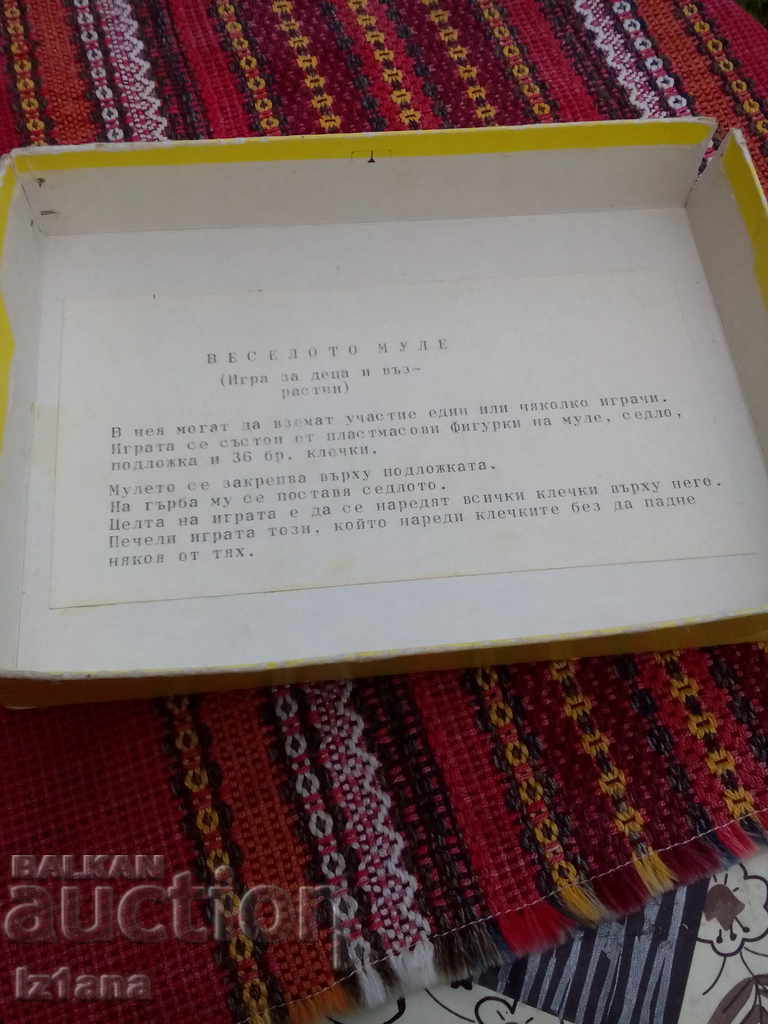 ВЕСЕЛОТО МУЛЕ
(Игра за деца и въз-
растни)
В нея могат да вземат участие един или няколко играчи.
Играта се състои от пластмасови фигурки на муле, седло,
подложка и 36 бр. клечки.
Мулето се закрепва върху подложката.
На гърба му се поставя седлото.
Целта на играта е да се наредят всички клечки върху него.
Печели играта този, който нареди клечките без да падне
някоя от тях.
BALKAN
auction
Iz1ana